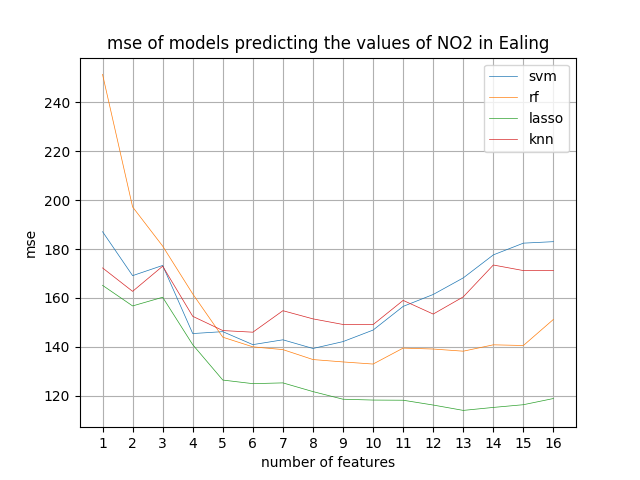 mse of models predicting the values of NO2 in Ealing
svm
rf
lasso
knn
240
220
200
180
160
140
120
mse
1 2 3 4 5 6 7 8 9 10 11 12 13 14 15 16
number of features